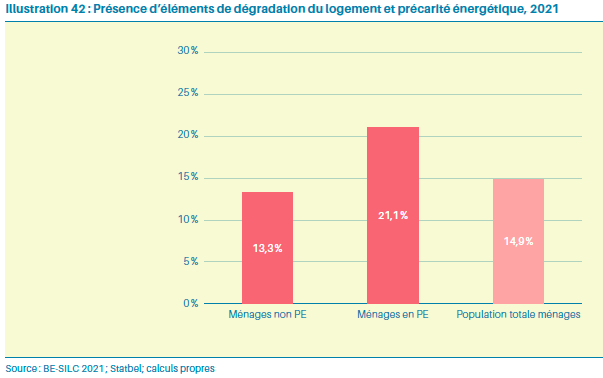 Illustration 42 : Présence d'éléments de dégradation du logement et précarité énergétique, 2021
30 %
25 %
20 %
15 %
10 %
5 %
0 %
13,3%
21,1%
14,9%
Ménages non PE
Ménages en PE
Population totale ménages
Source : BE-SILC 2021 ; Statbel; calculs propres